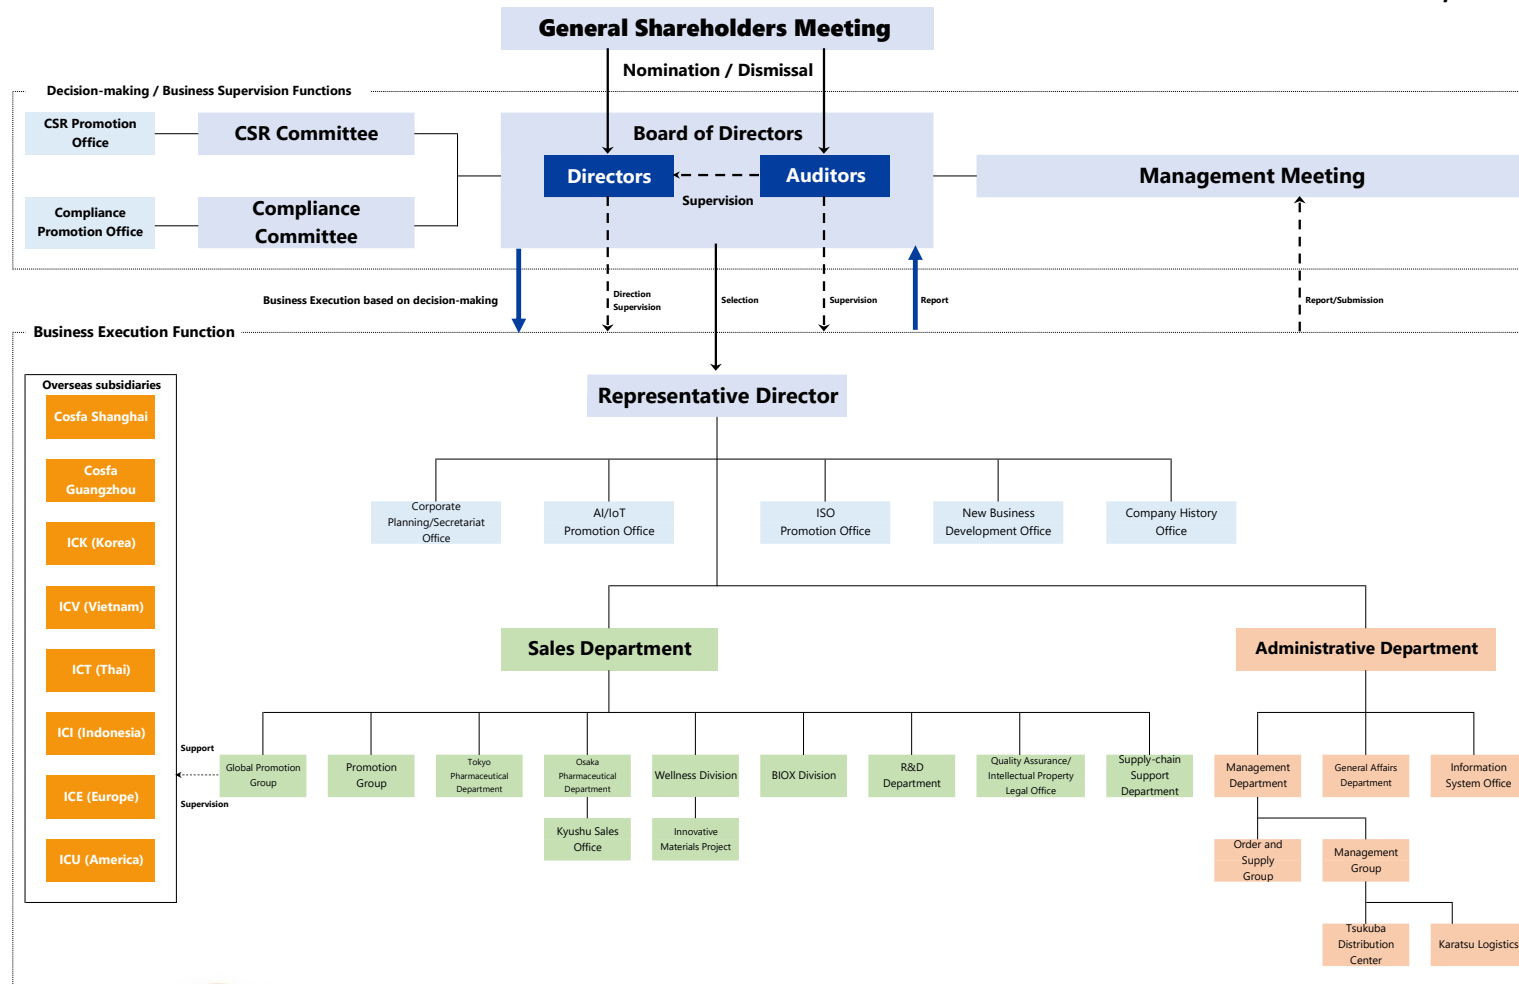 General Shareholders Meeting
Nomination / Dismissal
Decision-making / Business Supervision Functions
CSR Promotion
Office
CSR Committee
Compliance
Promotion Office
Compliance
Committee
Board of Directors
Directors
Auditors
Supervision
Management Meeting
Business Execution based on decision-making
Direction
Supervision
Selection
Supervision
Report
Report/Submission
Business Execution Function
Overseas subsidiaries
Cosfa Shanghai
Cosfa
Guangzhou
ICK (Korea)
ICV (Vietnam)
ICT (Thai)
ICI (Indonesia)
ICE (Europe)
ICU (America)
Support
Supervision
Representative Director
Corporate
Planning/Secretariat
Office
AI/IoT
Promotion Office
ISO
Promotion Office
New Business
Development Office
Company History
Office
Sales Department
Administrative Department
Global Promotion
Group
Promotion
Group
Tokyo
Pharmaceutical
Department
Osaka
Pharmaceutical
Department
Wellness Division
BIOX Division
R&D
Department
Quality Assurance/
Intellectual Property
Legal Office
Supply-chain
Support
Department
Management
Department
General Affairs
Department
Information
System Office
Kyushu Sales
Office
Innovative
Materials Project
Order and
Supply
Group
Management
Group
Tsukuba
Distribution
Center
Karatsu Logistics